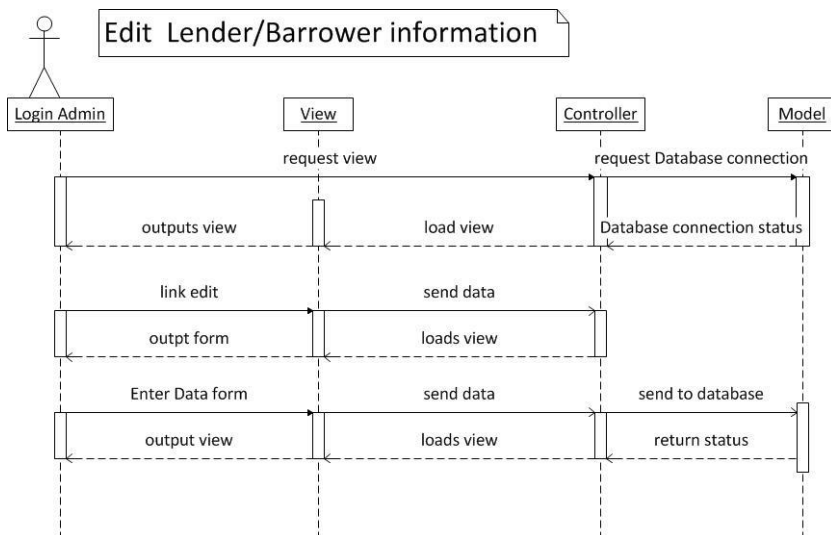 Edit Lender/Barrower information
Login Admin View Controller Model
request view request Database connection
outputs view load view Database connection status
link edit send data
outpt form loads view
Enter Data form send data send to database
output view loads view return status